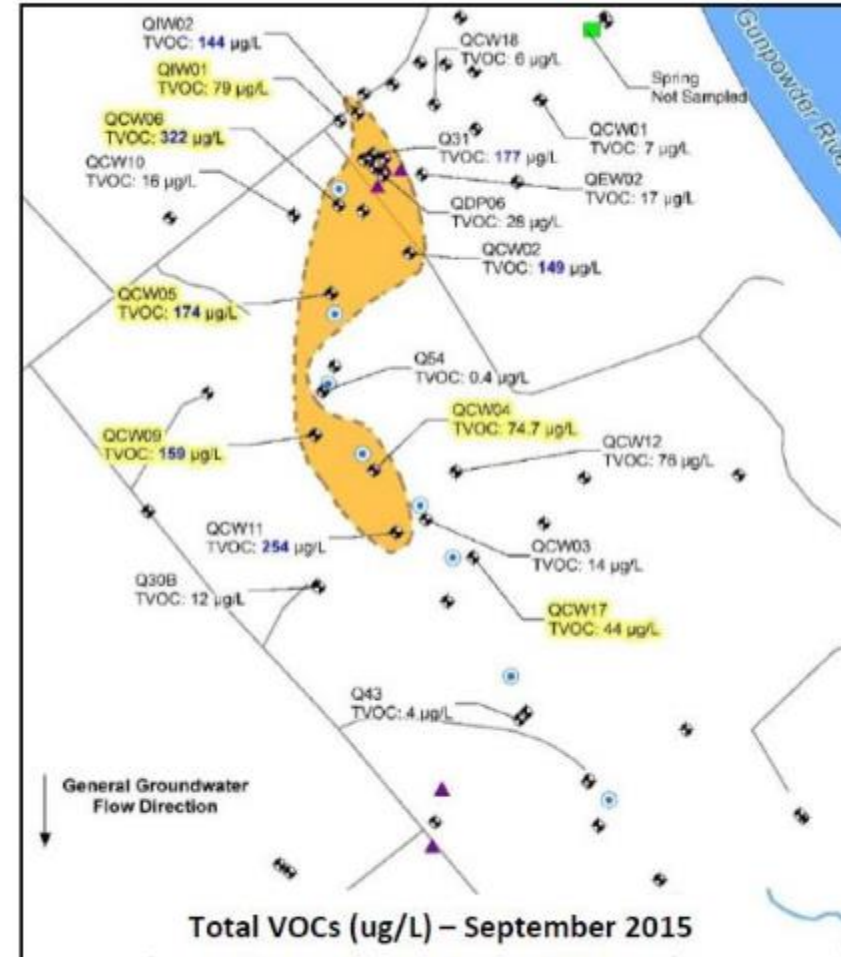 QIW02
TVOC: 144 µg/L
QIW01
TVOC: 79 µg/L
QCW06
TVOC: 322 µg/L
QCW10
TVOC: 16 µg/L
QCW18
TVOC: 6 µg/L
Spring
Not Sampled
Gunpowder River
QCW01
TVOC: 7 µg/L
Q31
TVOC: 177 µg/L
QEW02
TVOC: 17 µg/L
QDP06
TVOC: 28 µg/L
QCW02
TVOC: 149 µg/L
QCW05
TVOC: 174 µg/L
Q54
TVOC: 0.4 µg/L
QCW04
TVOC: 74.7 µg/L
QCW09
TVOC: 159 µg/L
QCW12
TVOC: 76 µg/L
QCW11
TVOC: 254 µg/L
QCW03
TVOC: 14 µg/L
Q30B
TVOC: 12 µg/L
QCW17
TVOC: 44 µg/L
Q43
TVOC: 4 µg/L
General Groundwater
Flow Direction
Total VOCs (ug/L) – September 2015